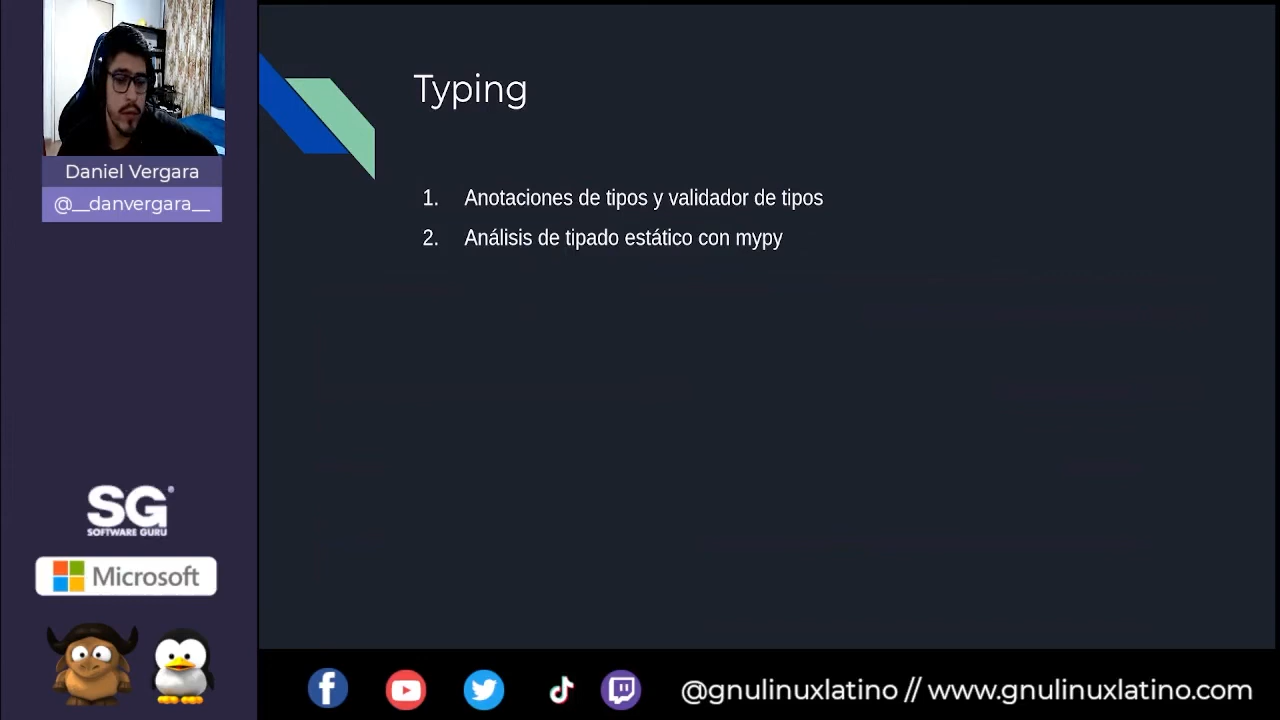 Typing
1. Anotaciones de tipos y validador de tipos
2. Análisis de tipado estático con mypy
Daniel Vergara
@__danvergara__
SG
SOFTWARE GURU
Microsoft
@gnulinuxlatino // www.gnulinuxlatino.com